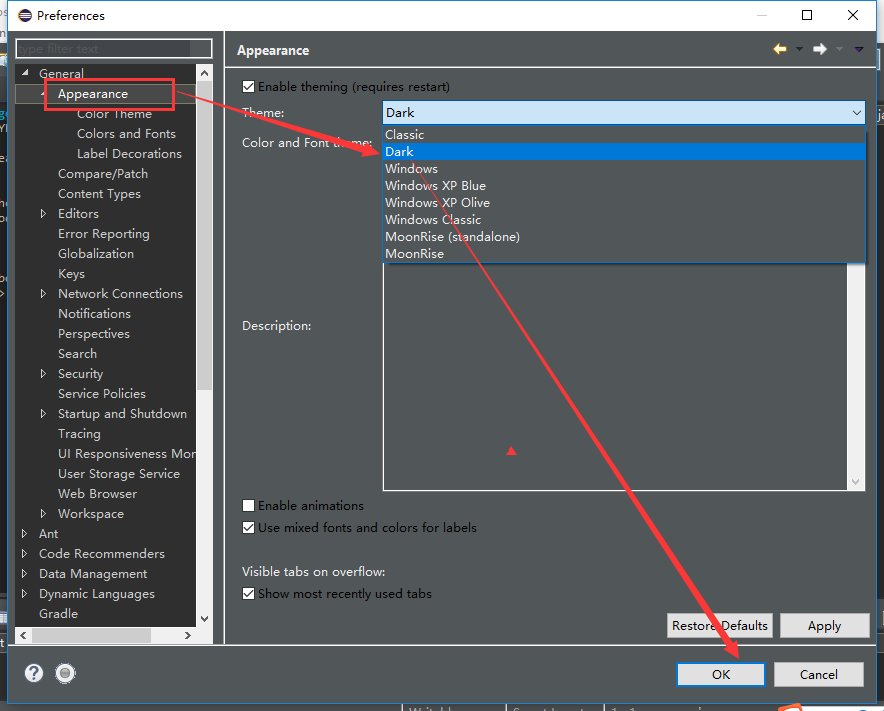 Preferences
type filter text
Appearance
General
Appearance
Color Theme
Colors and Fonts
Label Decorations
Compare/Patch
Content Types
Editors
Error Reporting
Globalization
Keys
Network Connections
Notifications
Perspectives
Search
Security
Service Policies
Startup and Shutdown
Tracing
UI Responsiveness Mor
User Storage Service
Web Browser
Workspace
Ant
Code Recommenders
Data Management
Dynamic Languages
Gradle
Enable theming (requires restart)
Theme:
Dark
Color and Font theme:
Classic
Dark
Windows
Windows XP Blue
Windows XP Olive
Windows Classic
MoonRise (standalone)
MoonRise
Description:
Enable animations
Use mixed fonts and colors for labels
Visible tabs on overflow:
Show most recently used tabs
Restore Defaults
Apply
OK
Cancel